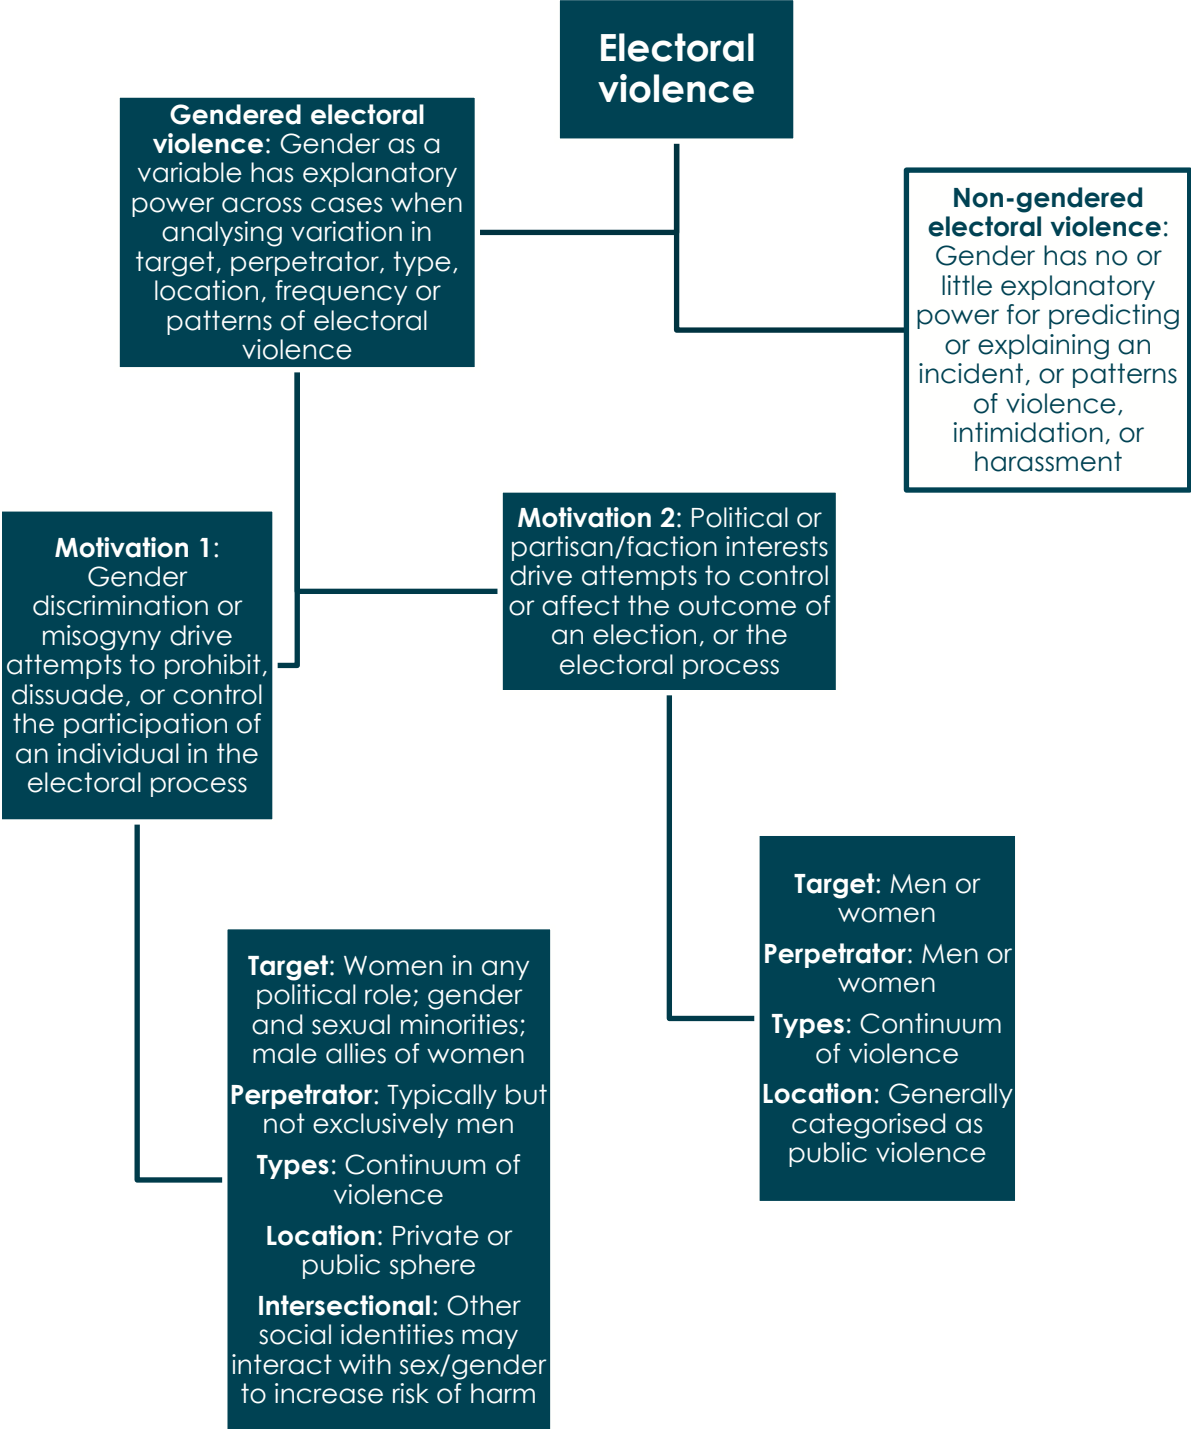 Electoral
violence
Gendered electoral
violence: Gender as a
variable has explanatory
power across cases when
analysing variation in
target, perpetrator, type,
location, frequency or
patterns of electoral
violence
Non-gendered
electoral violence:
Gender has no or
little explanatory
power for predicting
or explaining an
incident, or patterns
of violence,
intimidation, or
harassment
Motivation 1:
Gender
discrimination or
misogyny drive
attempts to prohibit,
dissuade, or control
the participation of
an individual in the
electoral process
Motivation 2: Political or
partisan/faction interests
drive attempts to control
or affect the outcome of
an election, or the
electoral process
Target: Women in any
political role; gender
and sexual minorities;
male allies of women
Perpetrator: Typically but
not exclusively men
Types: Continuum of
violence
Location: Private or
public sphere
Intersectional: Other
social identities may
interact with sex/gender
to increase risk of harm
Target: Men or
women
Perpetrator: Men or
women
Types: Continuum
of violence
Location: Generally
categorised as
public violence